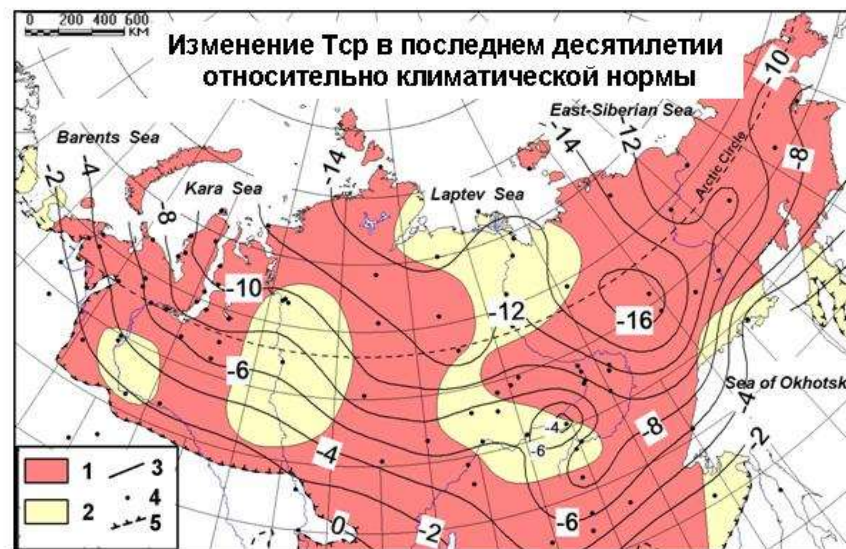 0 200 400 600
КМ
Изменение Тср в последнем десятилетии
относительно климатической нормы
East-Siberian Sea
Barents Sea
Kara Sea
Laptev Sea
Arctic Circle
Sea of Okhotsk
-10
-14
-12
-14
-8
-2
-4
-8
-10
-12
-16
-6
-4
-4
-6
-8
-4
-2
0
-2
-6
1
2
3
4
5